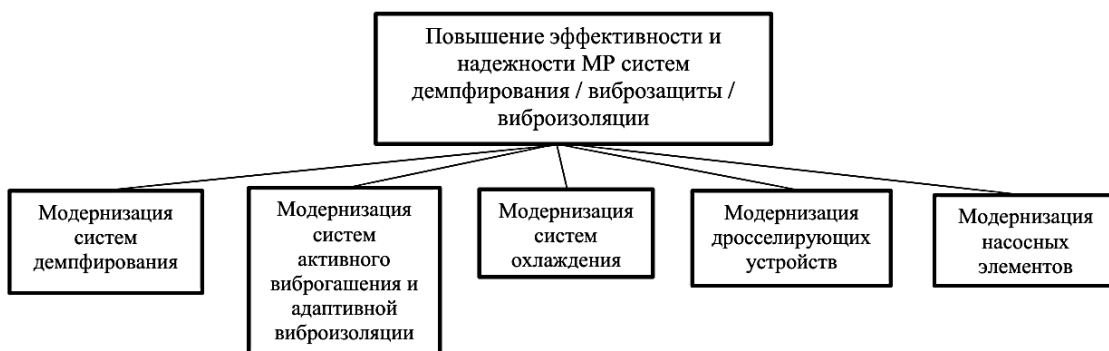 Повышение эффективности и
надежности МР систем
демпфирования / виброзащиты /
виброизоляции
Модернизация
систем
демпфирования
Модернизация
систем
активного
виброгашения и
адаптивной
виброизоляции
Модернизация
систем
охлаждения
Модернизация
дросселирующих
устройств
Модернизация
насосных
элементов